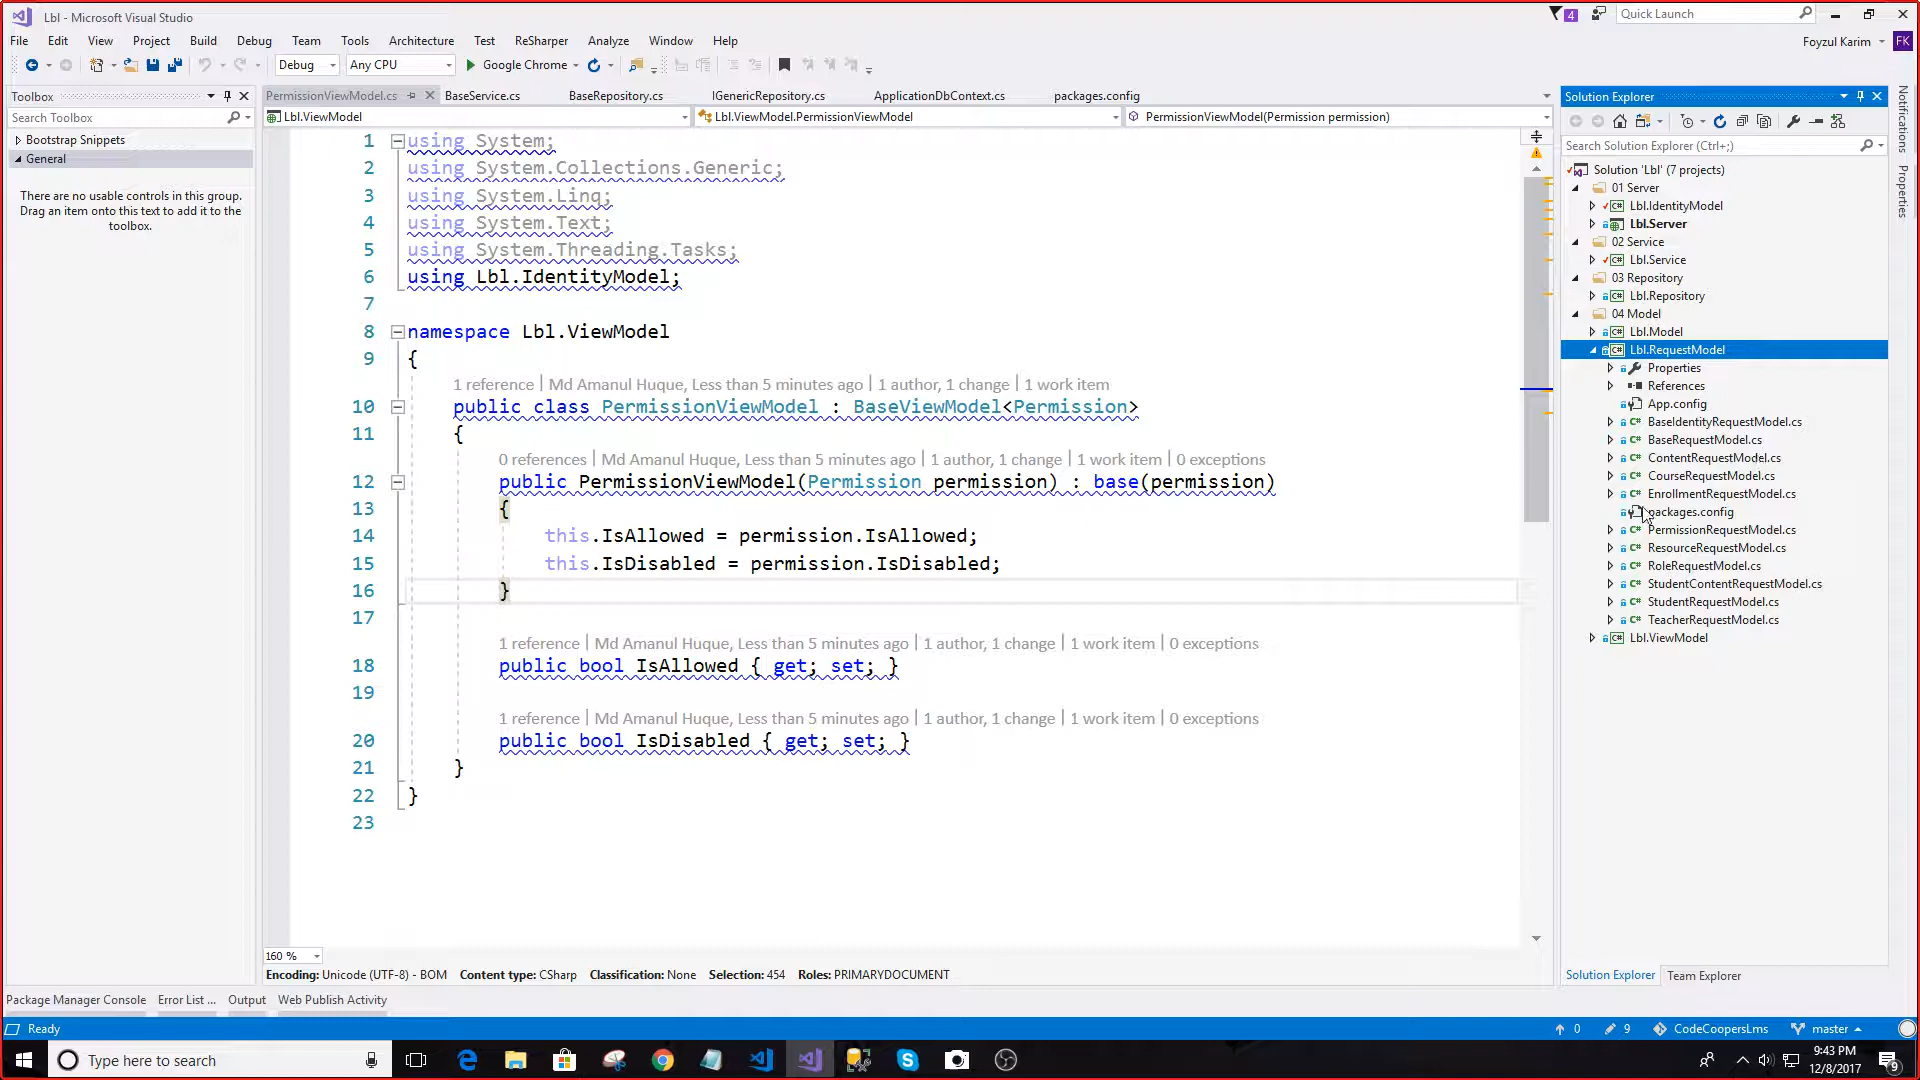 Lbl - Microsoft Visual Studio
4
Quick Launch
File Edit View Project Build Debug Team Tools Architecture Test ReSharper Analyze Window Help
Foyzul Karim FK
Debug Any CPU Google Chrome
Toolbox
Search Toolbox
Bootstrap Snippets
General
There are no usable controls in this group.
Drag an item onto this text to add it to the
toolbox.
PermissionViewModel.cs BaseService.cs BaseRepository.cs IGenericRepository.cs ApplicationDbContext.cs packages.config
Lbl.ViewModel Lbl.ViewModel.PermissionViewModel PermissionViewModel(Permission permission)
1 using System;
2 using System.Collections.Generic;
3 using System.Linq;
4 using System.Text;
5 using System.Threading.Tasks;
6 using Lbl.IdentityModel;
7
8 namespace Lbl.ViewModel
9 {
1 reference | Md Amanul Huque, Less than 5 minutes ago | 1 author, 1 change | 1 work item
10 public class PermissionViewModel : BaseViewModel<Permission>
11 {
0 references | Md Amanul Huque, Less than 5 minutes ago | 1 author, 1 change | 1 work item | 0 exceptions
12 public PermissionViewModel(Permission permission) : base(permission)
13 {
14 this.IsAllowed = permission.IsAllowed;
15 this.IsDisabled = permission.IsDisabled;
16 }
17
1 reference | Md Amanul Huque, Less than 5 minutes ago | 1 author, 1 change | 1 work item | 0 exceptions
18 public bool IsAllowed { get; set; }
19
1 reference | Md Amanul Huque, Less than 5 minutes ago | 1 author, 1 change | 1 work item | 0 exceptions
20 public bool IsDisabled { get; set; }
21 }
22 }
23
160 %
Encoding: Unicode (UTF-8) - BOM Content type: CSharp Classification: None Selection: 454 Roles: PRIMARYDOCUMENT
Solution Explorer
Search Solution Explorer (Ctrl+;)
Solution 'Lbl' (7 projects)
01 Server
Lbl.IdentityModel
Lbl.Server
02 Service
Lbl.Service
03 Repository
Lbl.Repository
04 Model
Lbl.Model
Lbl.RequestModel
Properties
References
App.config
BaseIdentityRequestModel.cs
BaseRequestModel.cs
ContentRequestModel.cs
CourseRequestModel.cs
EnrollmentRequestModel.cs
packages.config
PermissionRequestModel.cs
ResourceRequestModel.cs
RoleRequestModel.cs
StudentContentRequestModel.cs
StudentRequestModel.cs
TeacherRequestModel.cs
Lbl.ViewModel
Solution Explorer Team Explorer
Notifications
Properties
Package Manager Console Error List ... Output Web Publish Activity
Ready
0 9 CodeCoopersLms master
Type here to search
9:43 PM
12/8/2017
9